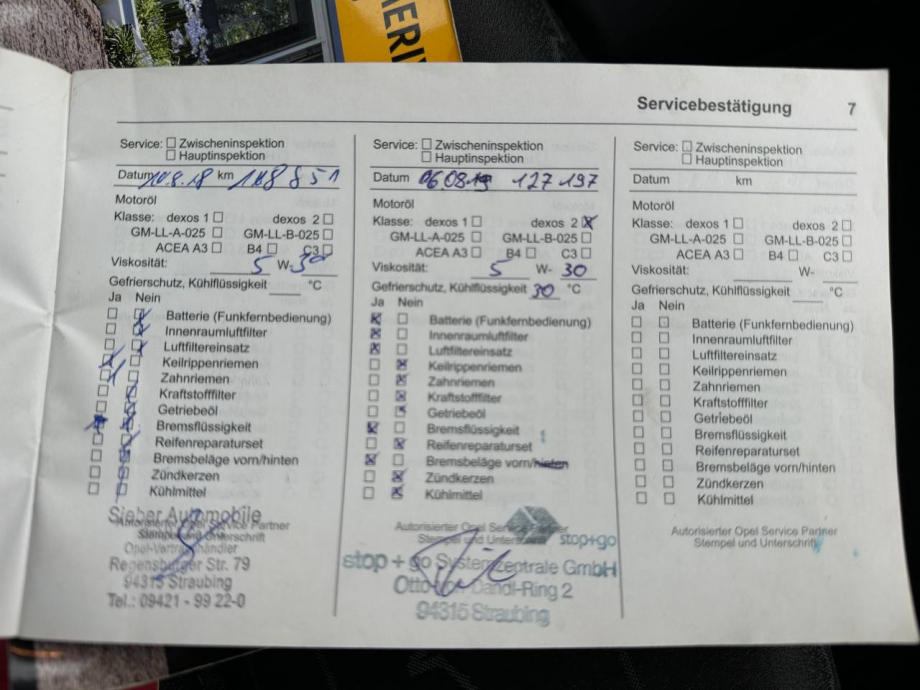 MERIV
Servicebestätigung 7
Service: Zwischeninspektion
Hauptinspektion
Datum 10.8.18 km 118 851
Motoröl
Klasse: dexos 1 dexos 2
GM-LL-A-025 GM-LL-B-025
ACEA A3 B4 C3
Viskosität: 5 W-30
Gefrierschutz, Kühlflüssigkeit °C
Ja Nein
Batterie (Funkfernbedienung)
Innenraumluftfilter
Luftfiltereinsatz
Keilrippenriemen
Zahnriemen
Kraftstofffilter
Getriebeöl
Bremsflüssigkeit
Reifenreparaturset
Bremsbeläge vorn/hinten
Zündkerzen
Kühlmittel
Sieber Automobile
Autorisierter Opel Service Partner
Stempel und Unterschrift
Opel-Vertragshändler
Regensburger Str. 79
94315 Straubing
Tel.: 09421 - 99 22-0
Service: Zwischeninspektion
Hauptinspektion
Datum 06 08 19 127 197
Motoröl
Klasse: dexos 1 dexos 2
GM-LL-A-025 GM-LL-B-025
ACEA A3 B4 C3
Viskosität: 5 W- 30
Gefrierschutz, Kühlflüssigkeit 30 °C
Ja Nein
Batterie (Funkfernbedienung)
Innenraumluftfilter
Luftfiltereinsatz
Keilrippenriemen
Zahnriemen
Kraftstofffilter
Getriebeöl
Bremsflüssigkeit
Reifenreparaturset
Bremsbeläge vorn/hinten
Zündkerzen
Kühlmittel
Autorisierter Opel Service Partner
Stempel und Unterschrift
stop+go
stop + go Systemzentrale GmbH
Otto-von-Dandl-Ring 2
94315 Straubing
Service: Zwischeninspektion
Hauptinspektion
Datum km
Motoröl
Klasse: dexos 1 dexos 2
GM-LL-A-025 GM-LL-B-025
ACEA A3 B4 C3
Viskosität: W-
Gefrierschutz, Kühlflüssigkeit °C
Ja Nein
Batterie (Funkfernbedienung)
Innenraumluftfilter
Luftfiltereinsatz
Keilrippenriemen
Zahnriemen
Kraftstofffilter
Getriebeöl
Bremsflüssigkeit
Reifenreparaturset
Bremsbeläge vorn/hinten
Zündkerzen
Kühlmittel
Autorisierter Opel Service Partner
Stempel und Unterschrift